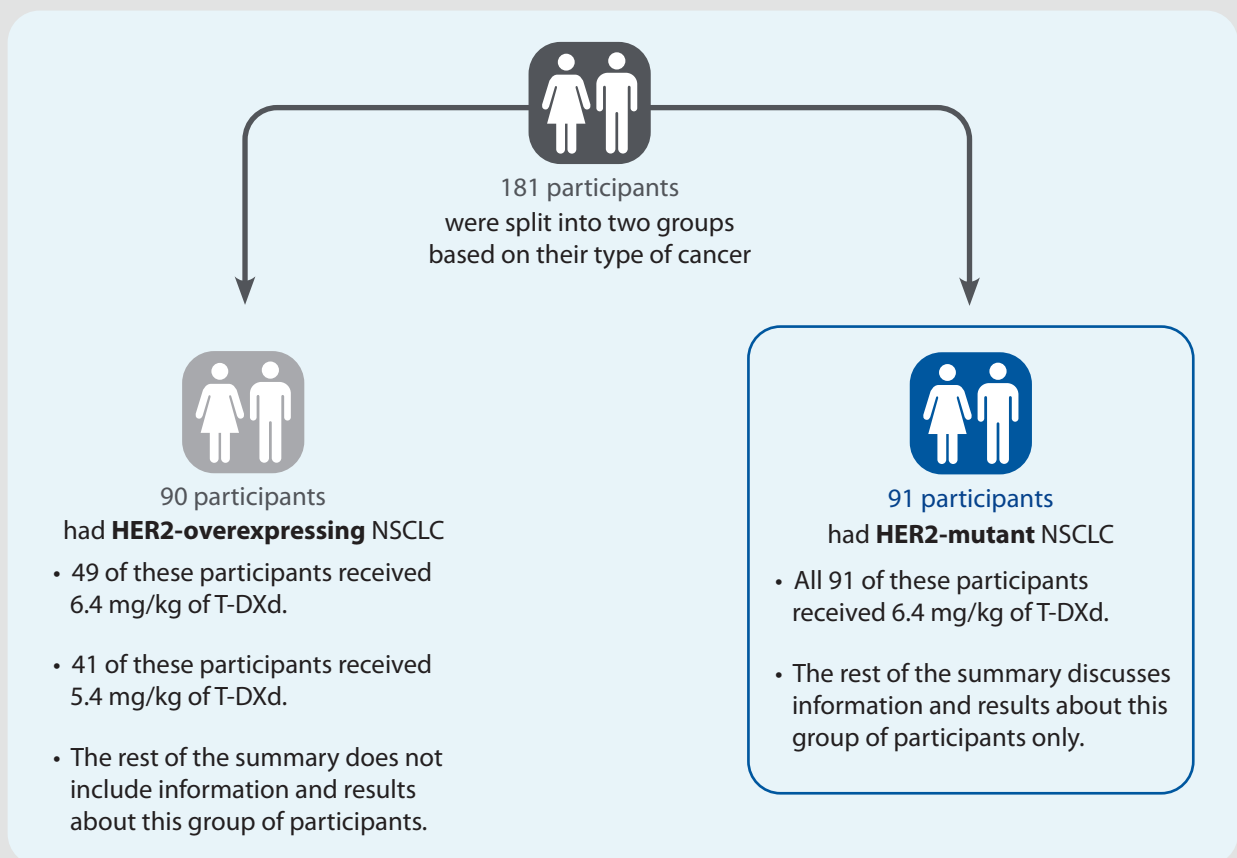 181 participants
were split into two groups
based on their type of cancer
90 participants
had HER2-overexpressing NSCLC
• 49 of these participants received
6.4 mg/kg of T-DXd.
• 41 of these participants received
5.4 mg/kg of T-DXd.
• The rest of the summary does not
include information and results
about this group of participants.
91 participants
had HER2-mutant NSCLC
• All 91 of these participants
received 6.4 mg/kg of T-DXd.
• The rest of the summary discusses
information and results about this
group of participants only.